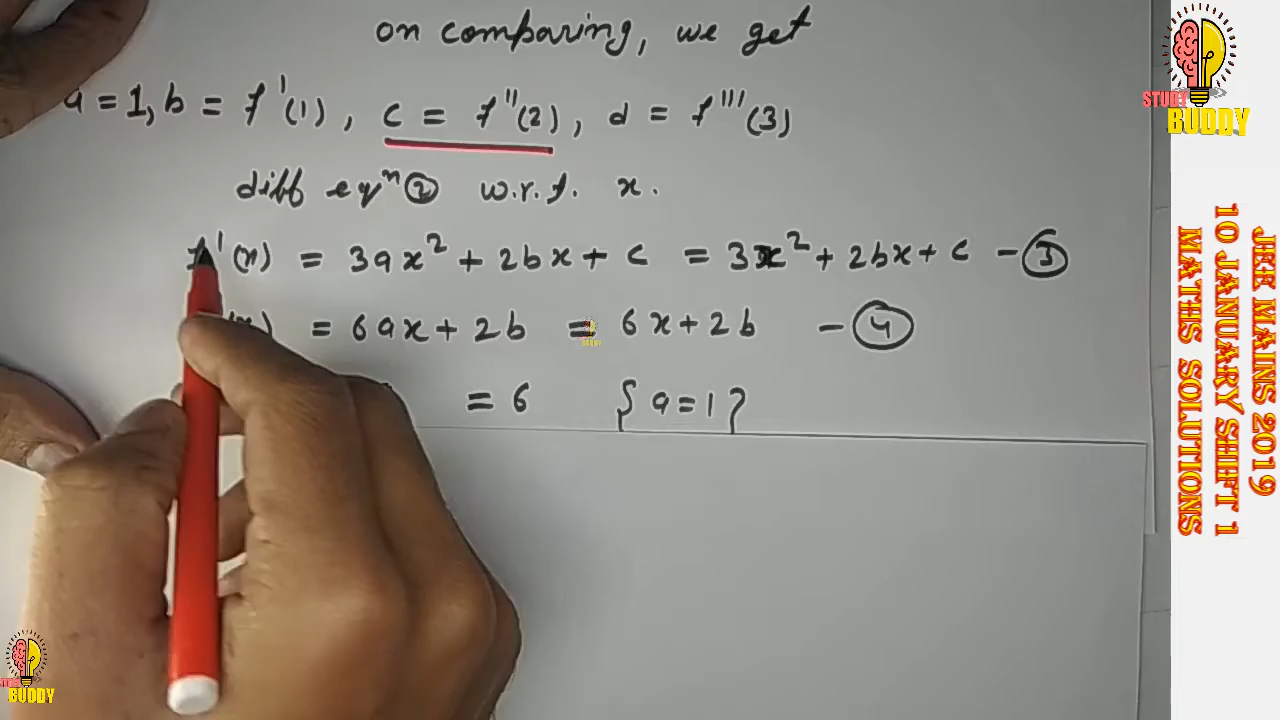 on comparing, we get
a = 1, b = f'(1), c = f''(2), d = f'''(3)
diff eqⁿ ② w.r.t. x.
f'(x) = 3ax² + 2bx + c = 3x² + 2bx + c - ③
(x) = 6ax + 2b = 6x + 2b - ④
= 6 {a = 1}
STUDY
BUDDY
JEE MAINS 2019
10 JANUARY SHIFT 1
MATHS SOLUTIONS
STUDY
BUDDY